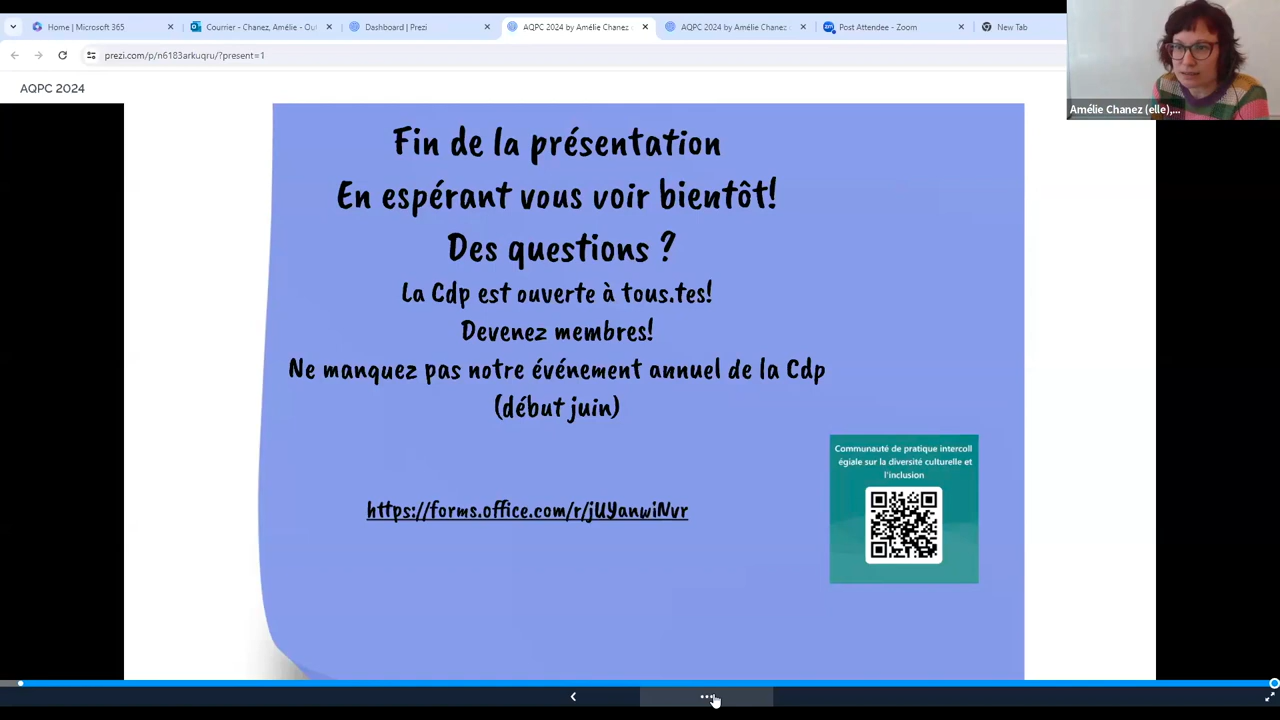 Home | Microsoft 365
Courrier - Chanez, Amélie - Out
Dashboard | Prezi
AQPC 2024 by Amélie Chanez
AQPC 2024 by Amélie Chanez
Post Attendee - Zoom
New Tab
prezi.com/p/n6183arkuqru/?present=1
AQPC 2024
Amélie Chanez (elle),...
Fin de la présentation
En espérant vous voir bientôt!
Des questions ?
La Cdp est ouverte à tous.tes!
Devenez membres!
Ne manquez pas notre événement annuel de la Cdp
(début juin)
Communauté de pratique intercoll
égiale sur la diversité culturelle et
l'inclusion
https://forms.office.com/r/jUYanwiNvr